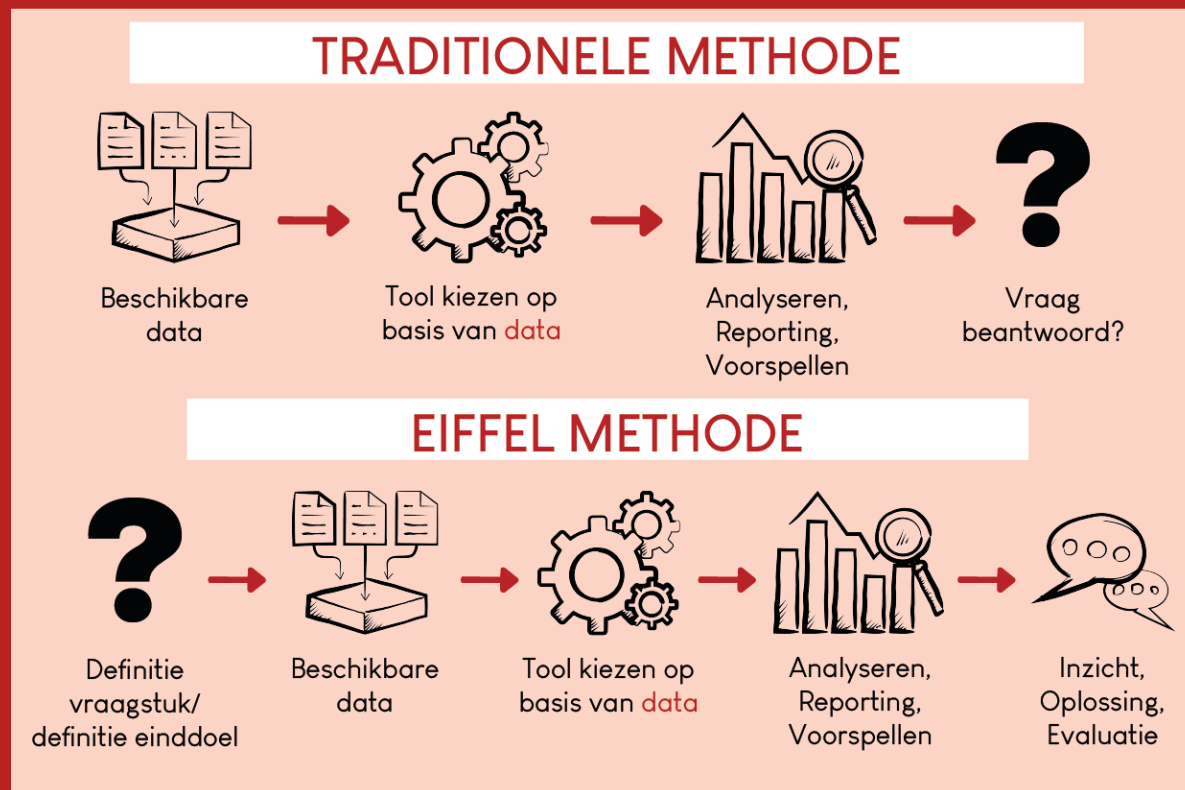 TRADITIONELE METHODE
Beschikbare
data
Tool kiezen op
basis van data
Analyseren,
Reporting,
Voorspellen
Vraag
beantwoord?
EIFFEL METHODE
Definitie
vraagstuk/
definitie einddoel
Beschikbare
data
Tool kiezen op
basis van data
Analyseren,
Reporting,
Voorspellen
Inzicht,
Oplossing,
Evaluatie